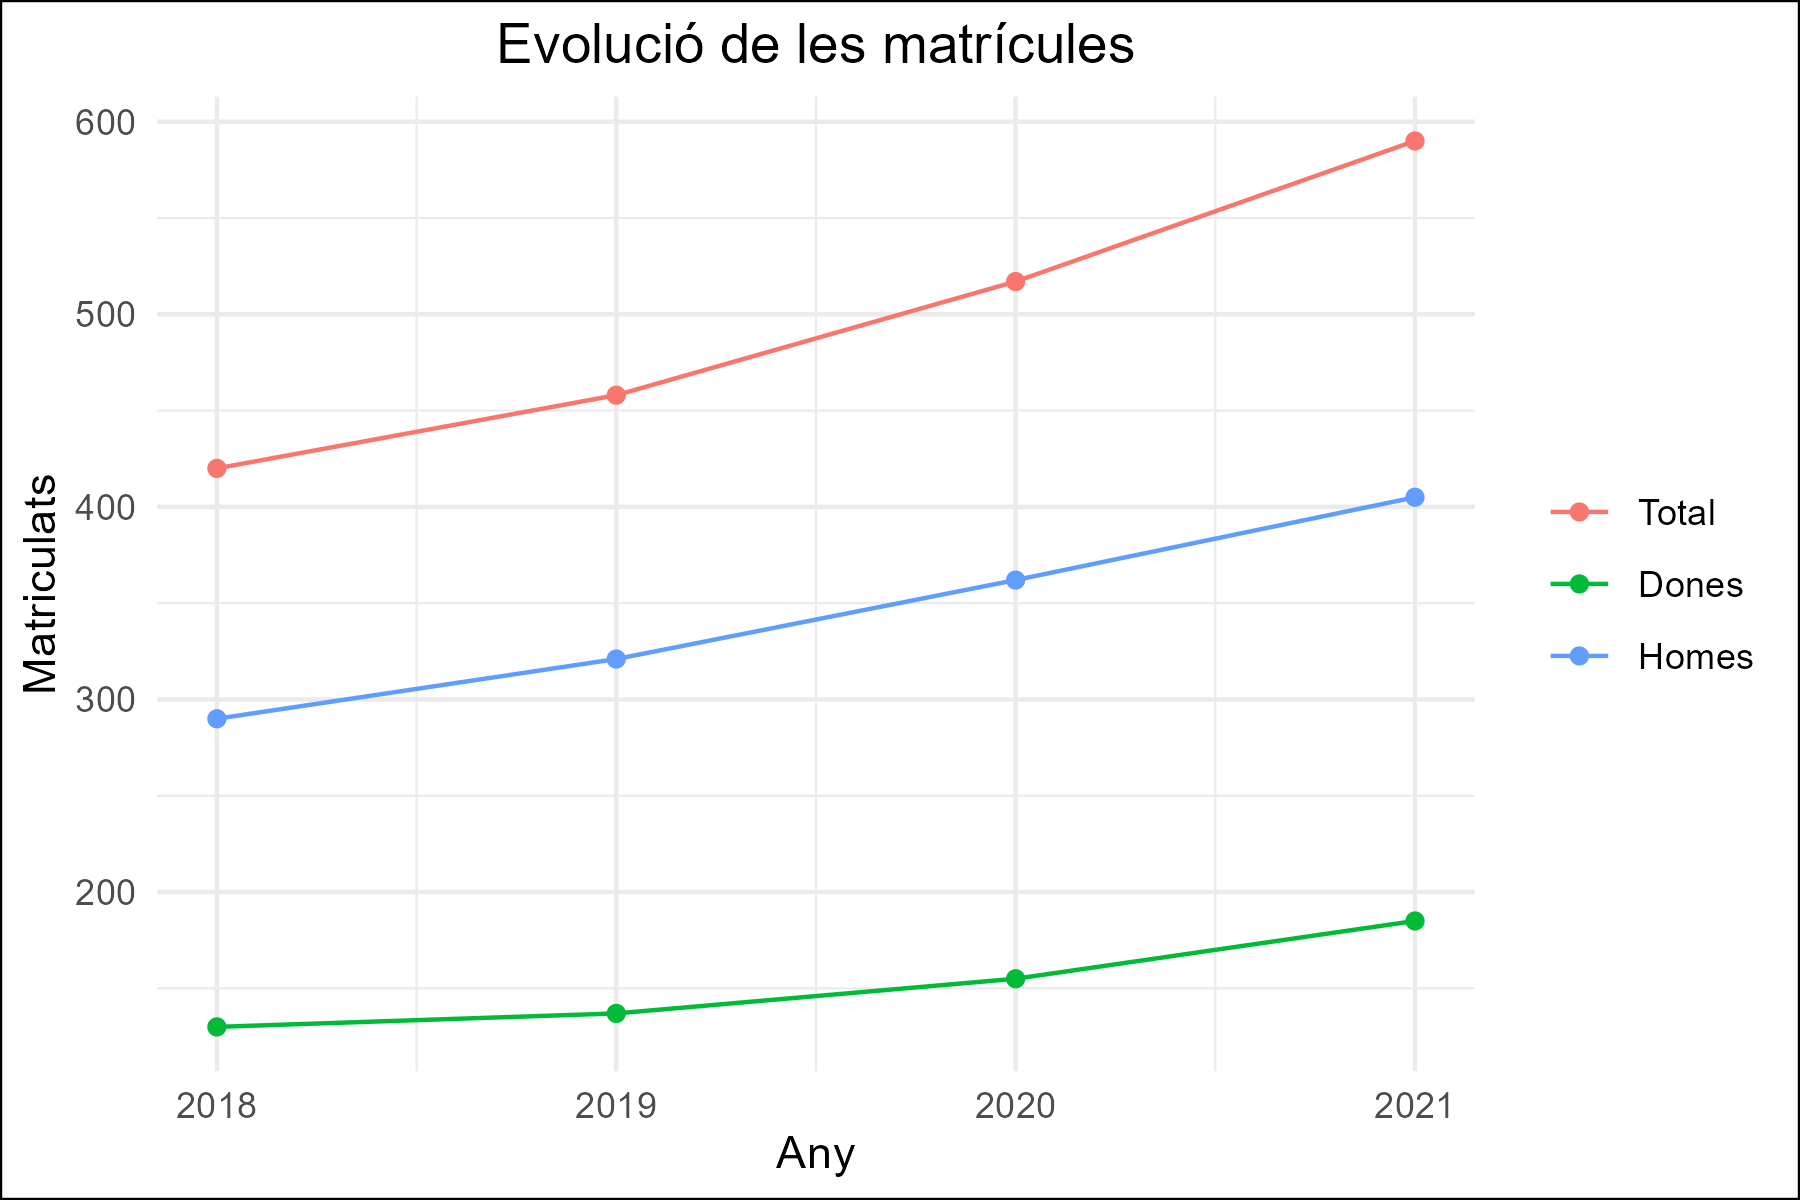 Evolució de les matrícules
600
500
400
300
200
Matriculats
2018 2019 2020 2021
Any
Total
Dones
Homes